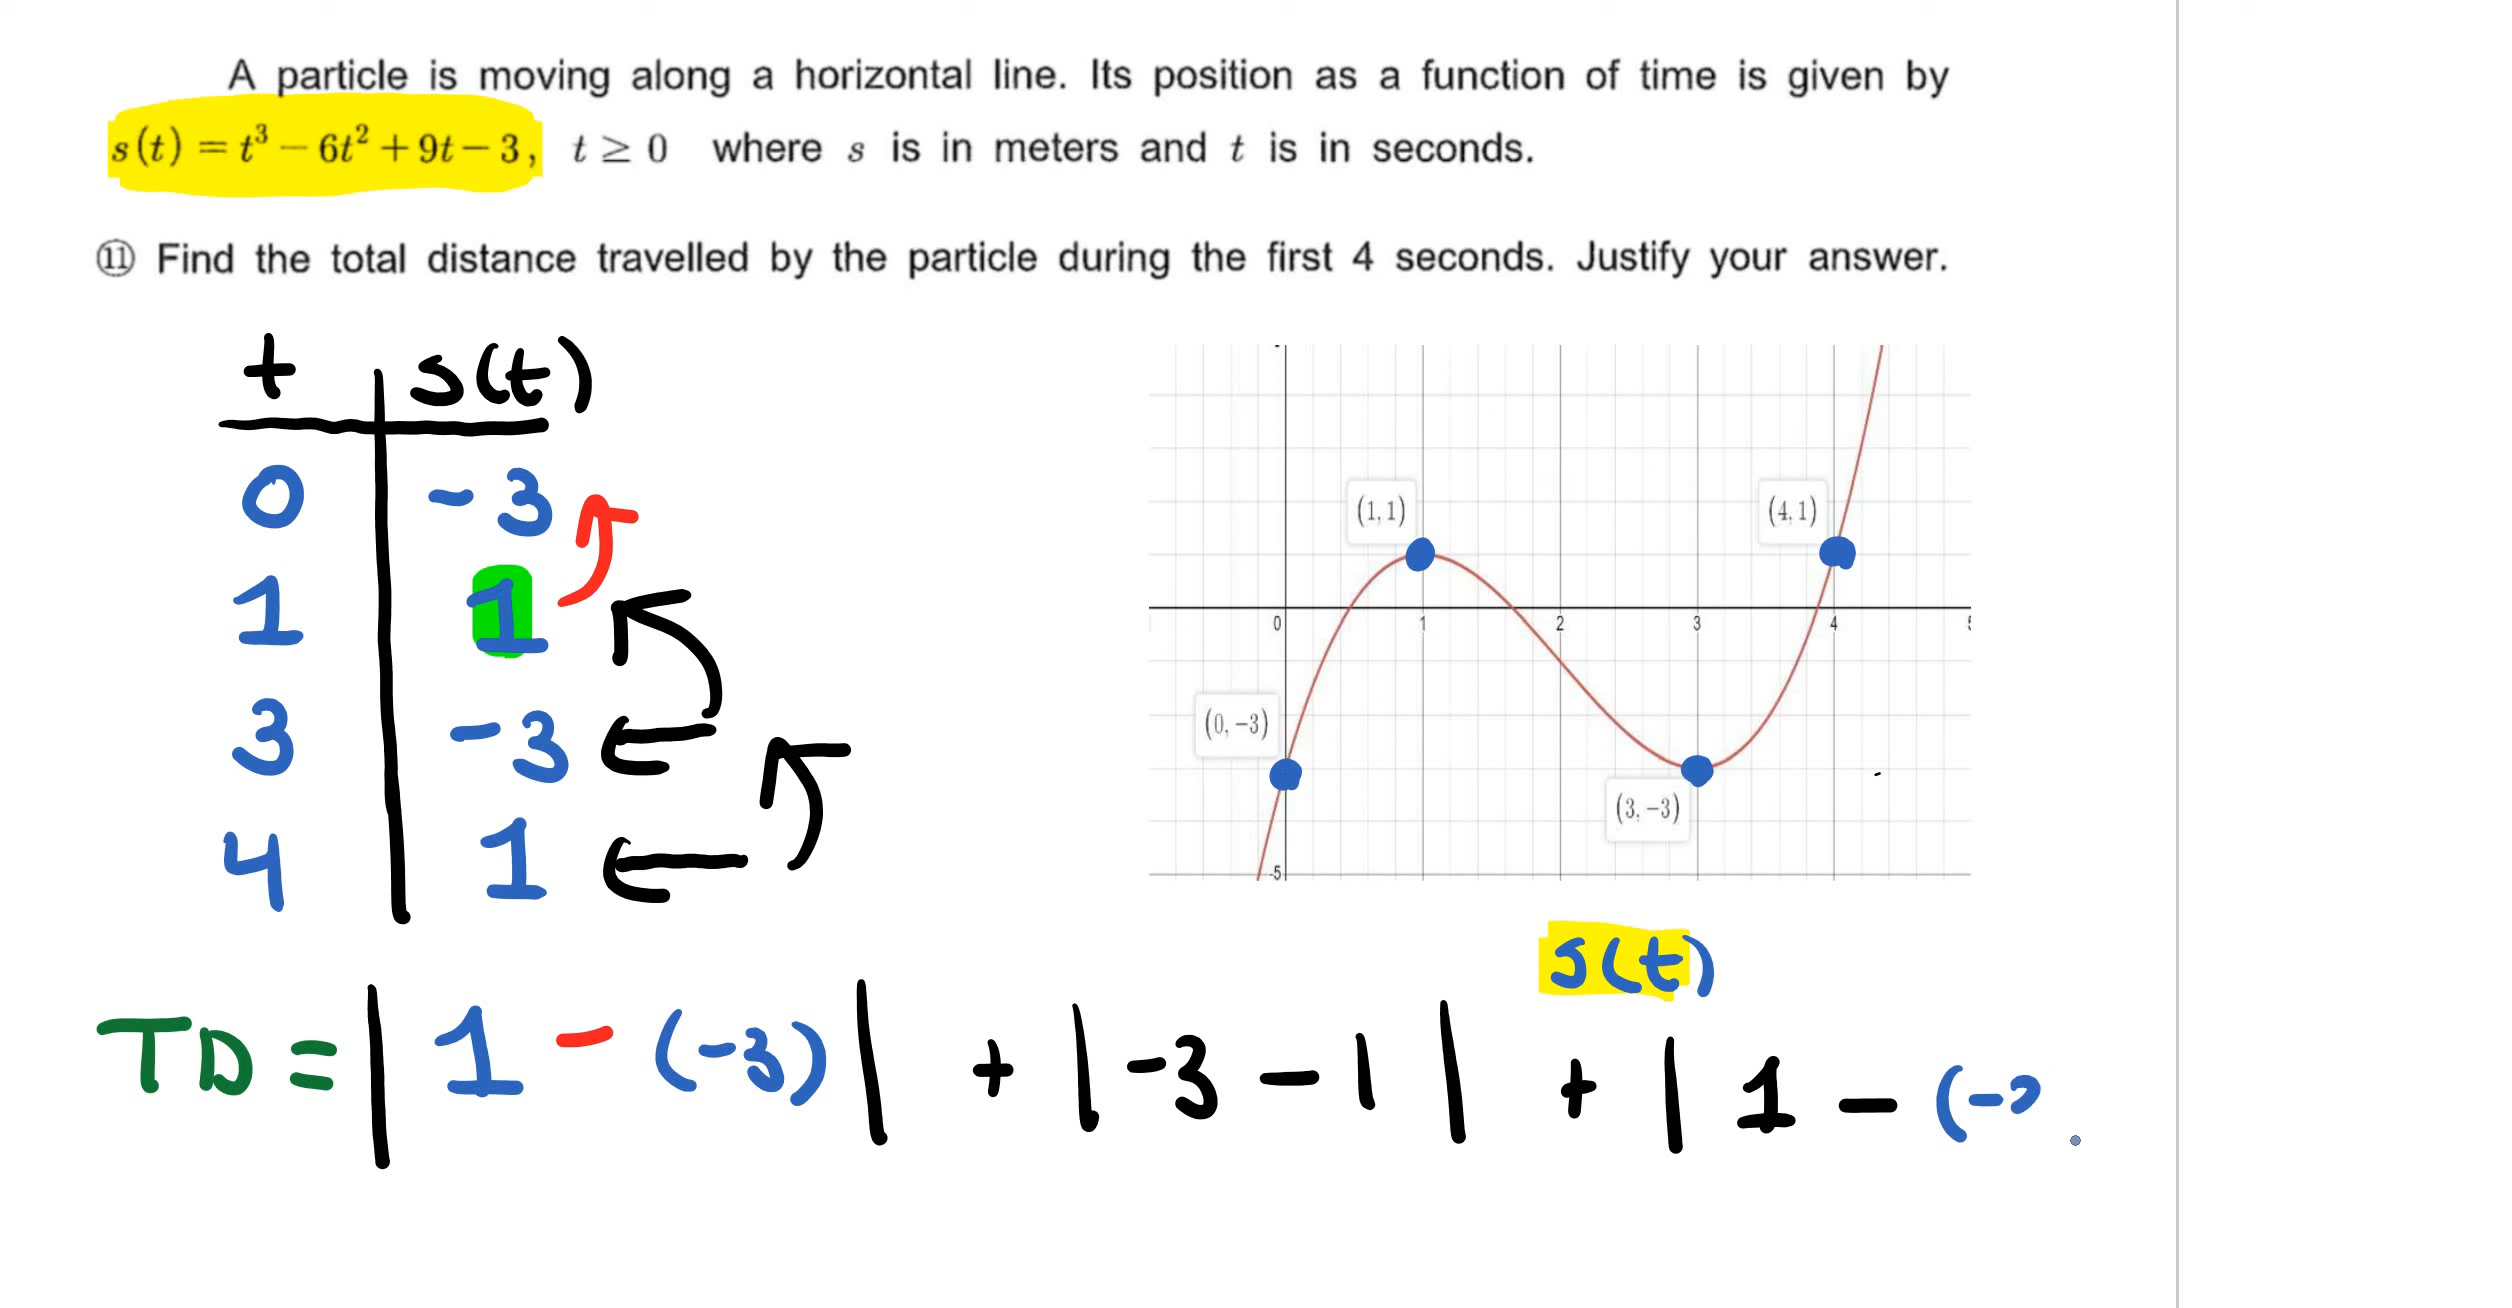 A particle is moving along a horizontal line. Its position as a function of time is given by
s(t) = t³ − 6t² + 9t − 3, t ≥ 0 where s is in meters and t is in seconds.
⑪ Find the total distance travelled by the particle during the first 4 seconds. Justify your answer.
t s(t)
0 -3
1 1
3 -3
4 1
(1, 1)
(4, 1)
0 1 2 3 4
(0, −3)
(3, −3)
-5
s(t)
TD = |1 - (-3)| + |-3 - 1| + |1 - (-